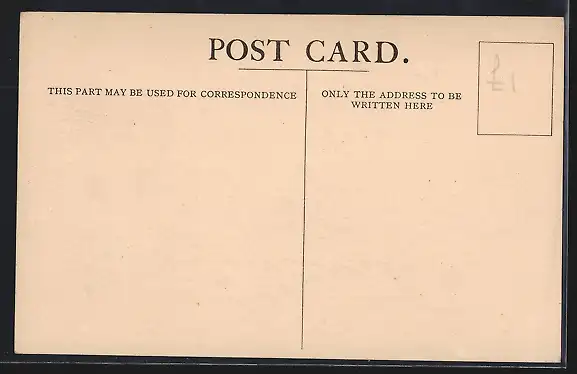 POST CARD.
THIS PART MAY BE USED FOR CORRESPONDENCE
ONLY THE ADDRESS TO BE
WRITTEN HERE
£1